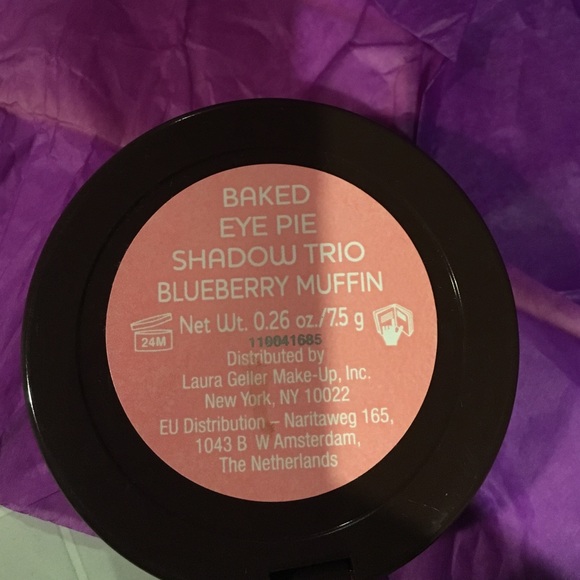 BAKED
EYE PIE
SHADOW TRIO
BLUEBERRY MUFFIN
Net Wt. 0.26 oz./7.5 g
24M
110041685
Distributed by
Laura Geller Make-Up, Inc.
New York, NY 10022
EU Distribution – Naritaweg 165,
1043 B W Amsterdam,
The Netherlands